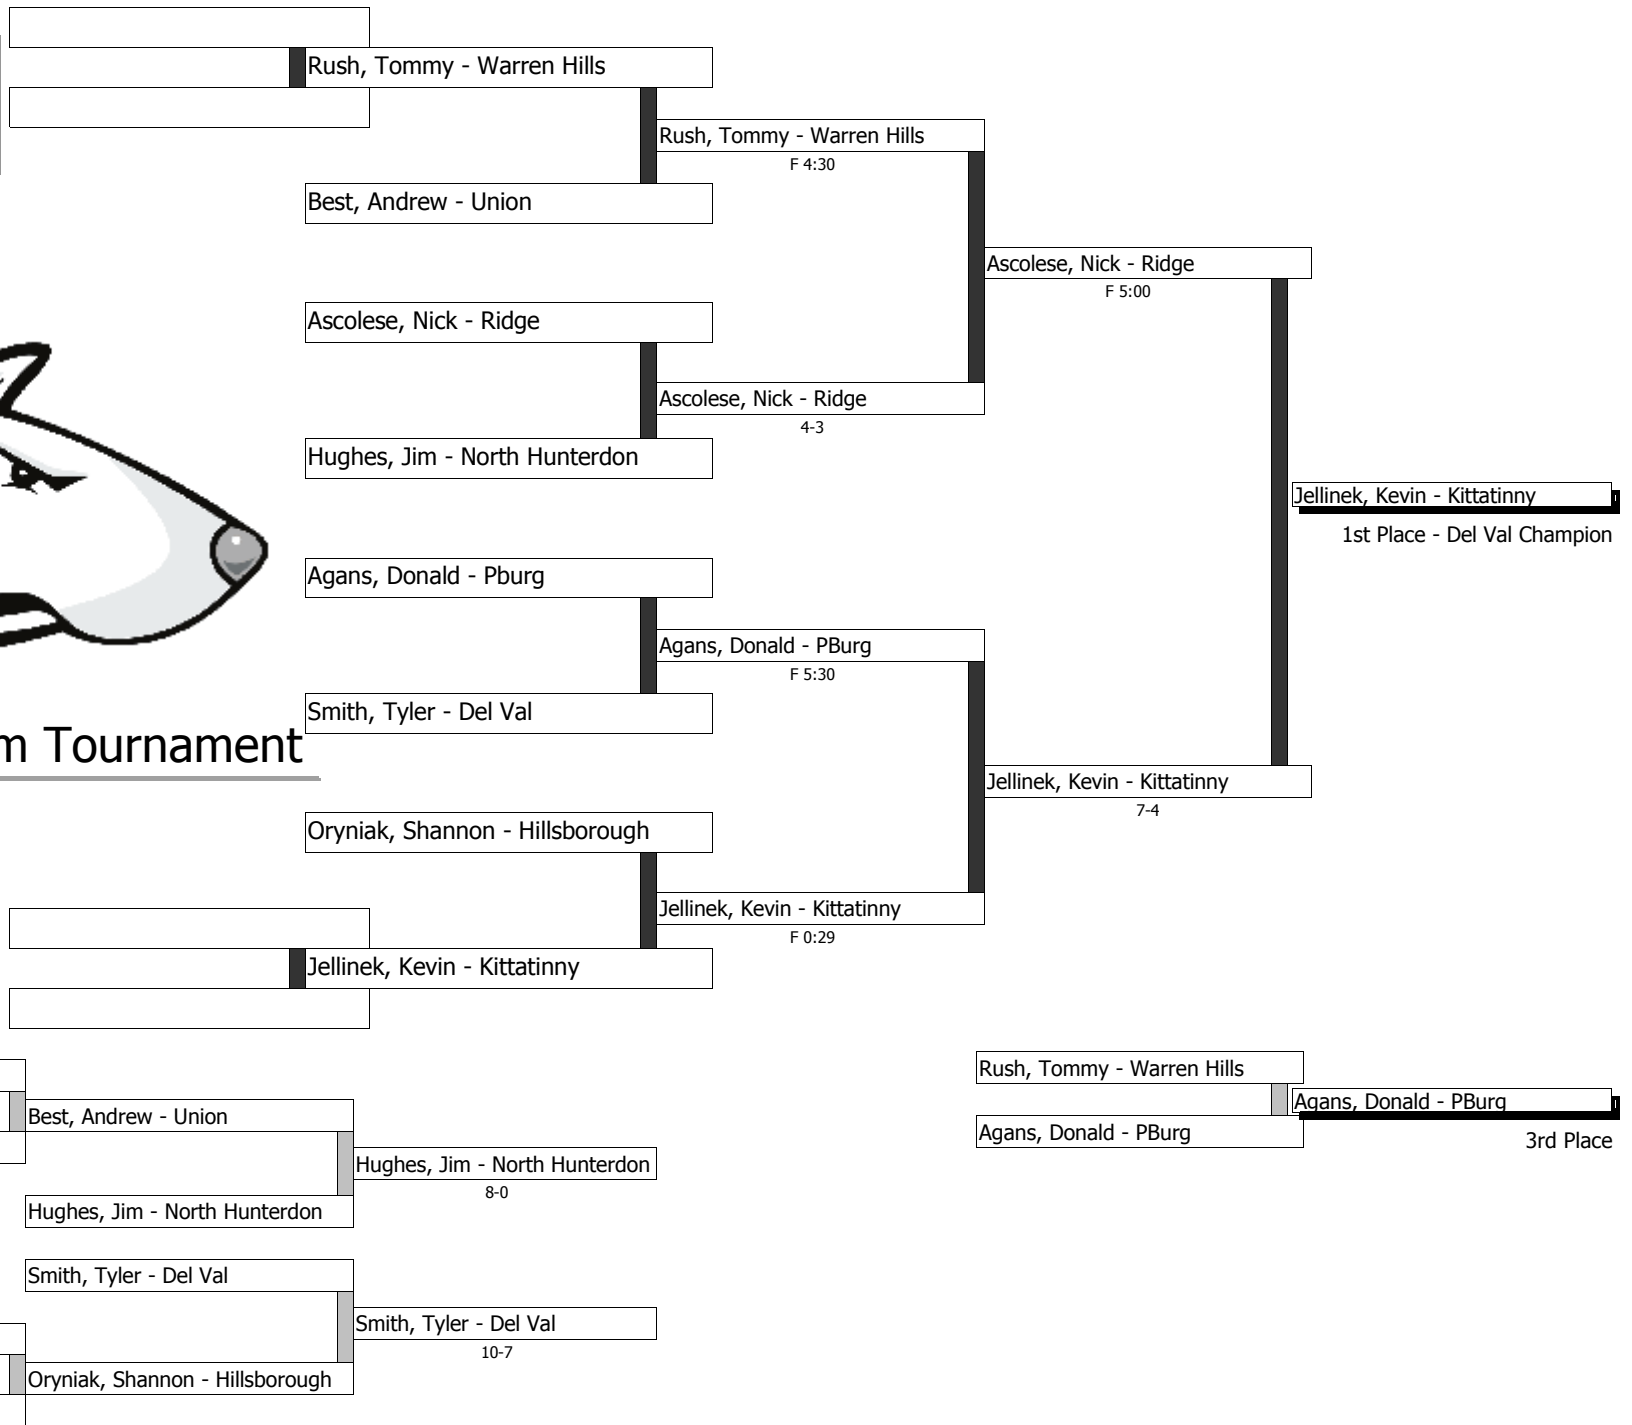 Rush, Tommy - Warren Hills
Rush, Tommy - Warren Hills
F 4:30
Best, Andrew - Union
Ascolese, Nick - Ridge
F 5:00
Ascolese, Nick - Ridge
Ascolese, Nick - Ridge
4-3
Hughes, Jim - North Hunterdon
Jellinek, Kevin - Kittatinny
1st Place - Del Val Champion
Agans, Donald - Pburg
Agans, Donald - PBurg
F 5:30
Smith, Tyler - Del Val
m Tournament
Jellinek, Kevin - Kittatinny
7-4
Oryniak, Shannon - Hillsborough
Jellinek, Kevin - Kittatinny
F 0:29
Jellinek, Kevin - Kittatinny
Rush, Tommy - Warren Hills
Agans, Donald - PBurg
Agans, Donald - PBurg
3rd Place
Best, Andrew - Union
Hughes, Jim - North Hunterdon
8-0
Hughes, Jim - North Hunterdon
Smith, Tyler - Del Val
Smith, Tyler - Del Val
10-7
Oryniak, Shannon - Hillsborough